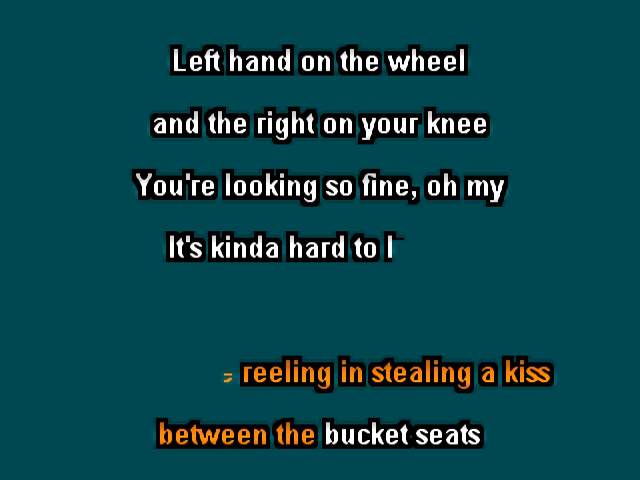 Left hand on the wheel
and the right on your knee
You're looking so fine, oh my
It's kinda hard to
reeling in stealing a kiss
between the bucket seats